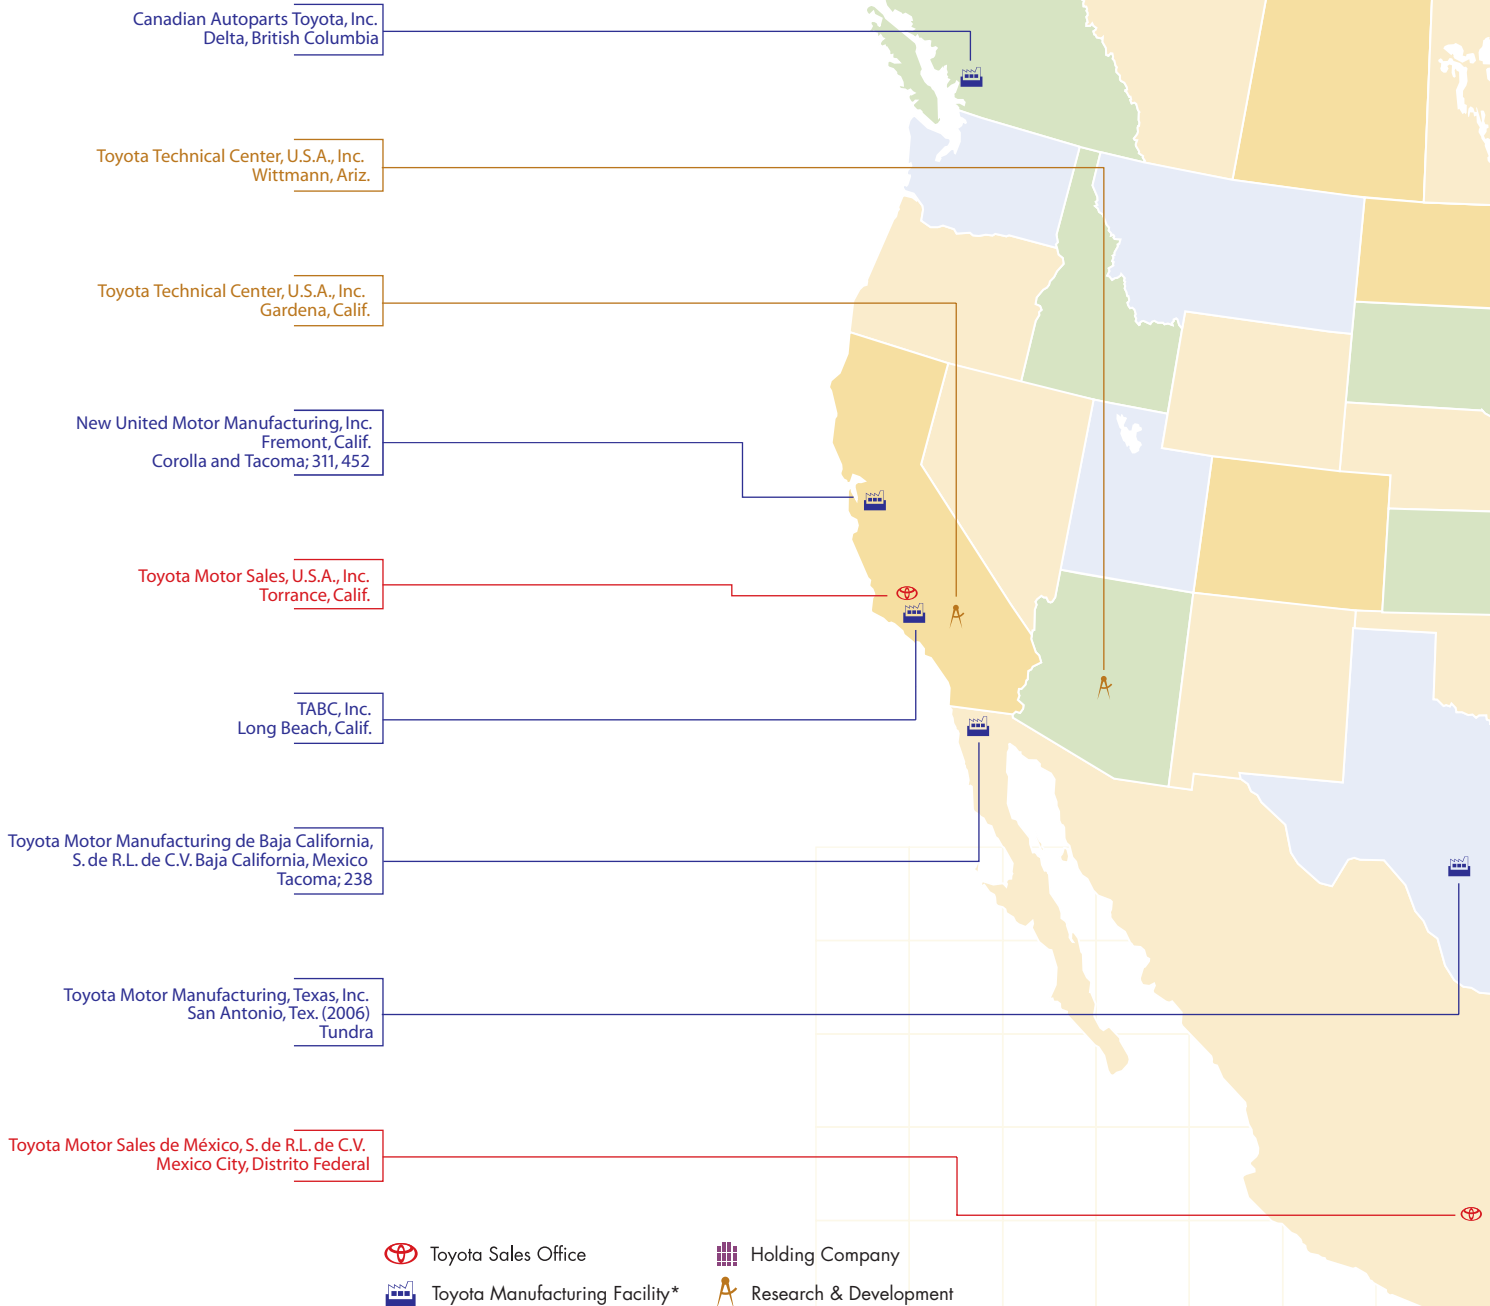 Canadian Autoparts Toyota, Inc.
Delta, British Columbia
Toyota Technical Center, U.S.A., Inc.
Wittmann, Ariz.
Toyota Technical Center, U.S.A., Inc.
Gardena, Calif.
New United Motor Manufacturing, Inc.
Fremont, Calif.
Corolla and Tacoma; 311, 452
Toyota Motor Sales, U.S.A., Inc.
Torrance, Calif.
TABC, Inc.
Long Beach, Calif.
Toyota Motor Manufacturing de Baja California,
S. de R.L. de C.V. Baja California, Mexico
Tacoma; 238
Toyota Motor Manufacturing, Texas, Inc.
San Antonio, Tex. (2006)
Tundra
Toyota Motor Sales de México, S. de R.L. de C.V.
Mexico City, Distrito Federal
Toyota Sales Office
Holding Company
Toyota Manufacturing Facility*
Research & Development